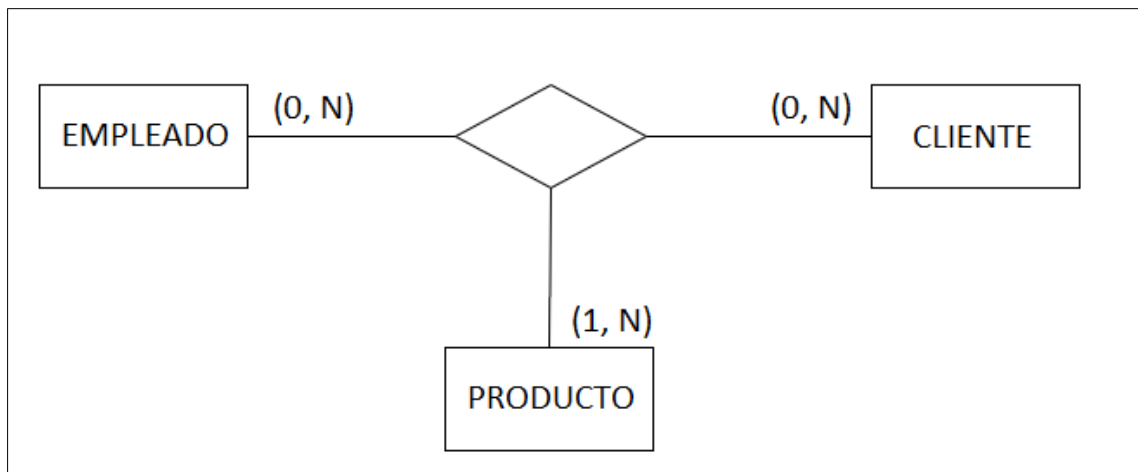 EMPLEADO
(0, N)
(0, N)
CLIENTE
(1, N)
PRODUCTO